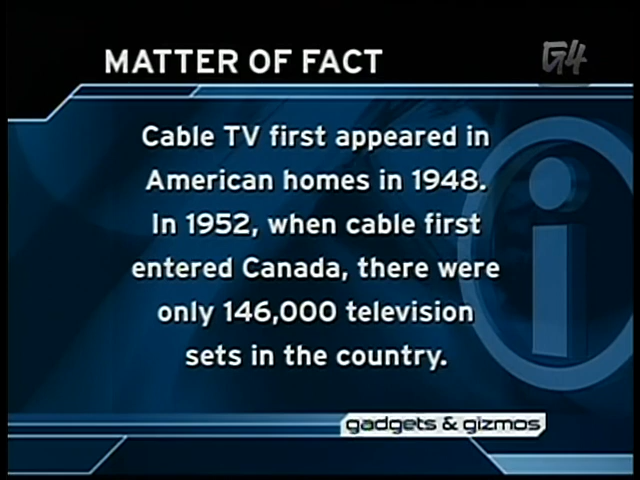 MATTER OF FACT
G4
Cable TV first appeared in
American homes in 1948.
In 1952, when cable first
entered Canada, there were
only 146,000 television
sets in the country.
gadgets & gizmos